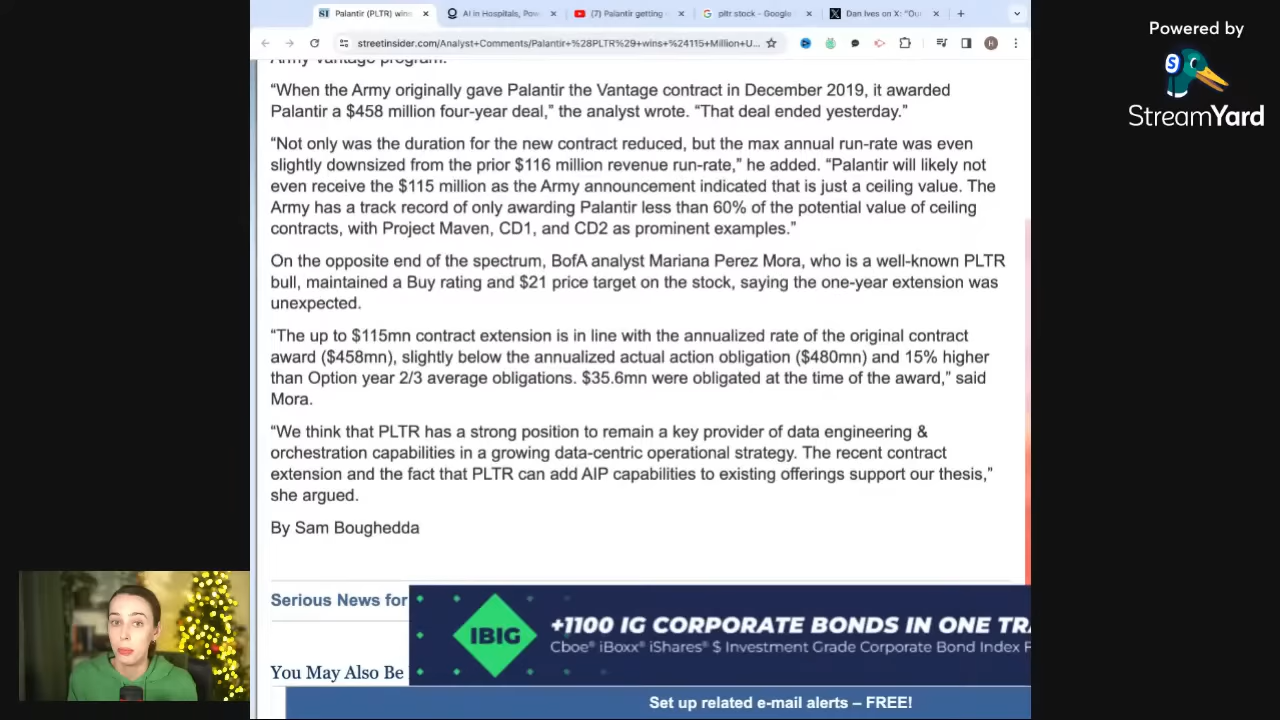 Palantir (PLTR) wins
AI in Hospitals, Pow
(7) Palantir getting
pltr stock - Google
Dan Ives on X: “Our
streetinsider.com/Analyst+Comments/Palantir+%28PLTR%29+wins+%24115+Million+U...
H
Powered by
S
StreamYard
Army Vantage program.
“When the Army originally gave Palantir the Vantage contract in December 2019, it awarded
Palantir a $458 million four-year deal,” the analyst wrote. “That deal ended yesterday.”
“Not only was the duration for the new contract reduced, but the max annual run-rate was even
slightly downsized from the prior $116 million revenue run-rate,” he added. “Palantir will likely not
even receive the $115 million as the Army announcement indicated that is just a ceiling value. The
Army has a track record of only awarding Palantir less than 60% of the potential value of ceiling
contracts, with Project Maven, CD1, and CD2 as prominent examples.”
On the opposite end of the spectrum, BofA analyst Mariana Perez Mora, who is a well-known PLTR
bull, maintained a Buy rating and $21 price target on the stock, saying the one-year extension was
unexpected.
“The up to $115mn contract extension is in line with the annualized rate of the original contract
award ($458mn), slightly below the annualized actual action obligation ($480mn) and 15% higher
than Option year 2/3 average obligations. $35.6mn were obligated at the time of the award,” said
Mora.
“We think that PLTR has a strong position to remain a key provider of data engineering &
orchestration capabilities in a growing data-centric operational strategy. The recent contract
extension and the fact that PLTR can add AIP capabilities to existing offerings support our thesis,”
she argued.
By Sam Boughedda
Serious News for
IBIG
+1100 IG CORPORATE BONDS IN ONE TRA
Cboe® iBoxx® iShares® $ Investment Grade Corporate Bond Index F
You May Also Be
Set up related e-mail alerts – FREE!